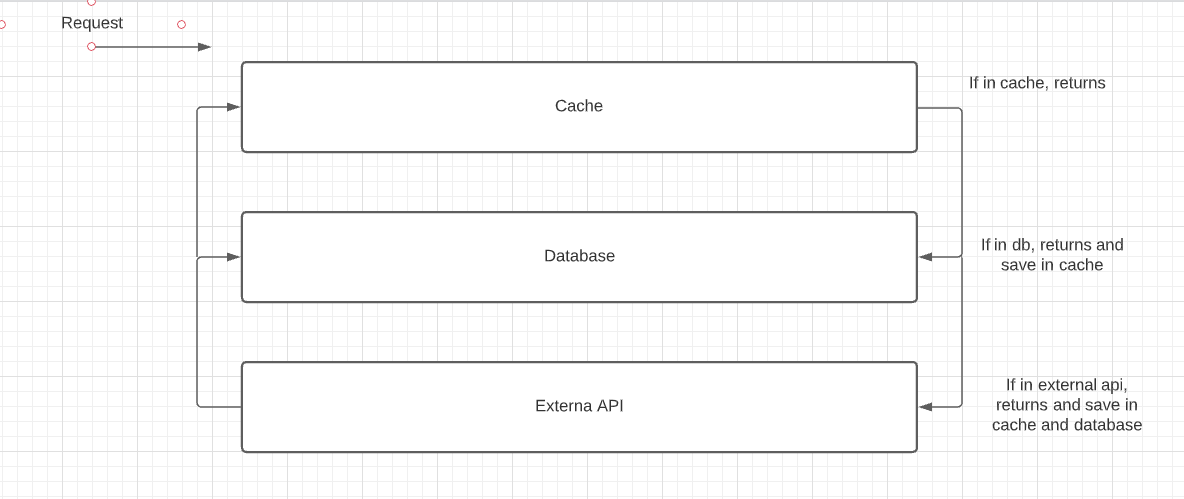 Request
Cache
If in cache, returns
Database
If in db, returns and
save in cache
Externa API
If in external api,
returns and save in
cache and database